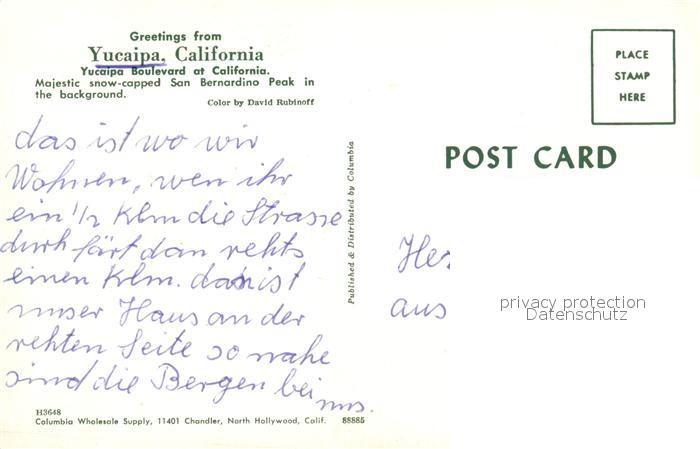 Greetings from
Yucaipa, California
Yucaipa Boulevard at California.
Majestic snow-capped San Bernardino Peak in
the background.
Color by David Rubinoff
das ist wo wir
Wohnen, wen ihr
ein 1/2 Klm die Strasse
durh färt dan rehts
einen Klm. dan ist
unser Haus an der
rehten Seite so nahe
sind die Bergen bei
uns.
H3648
Columbia Wholesale Supply, 11401 Chandler, North Hollywood, Calif. 88885
Published & Distributed by Columbia
PLACE
STAMP
HERE
POST CARD
He
aus
privacy protection
Datenschutz